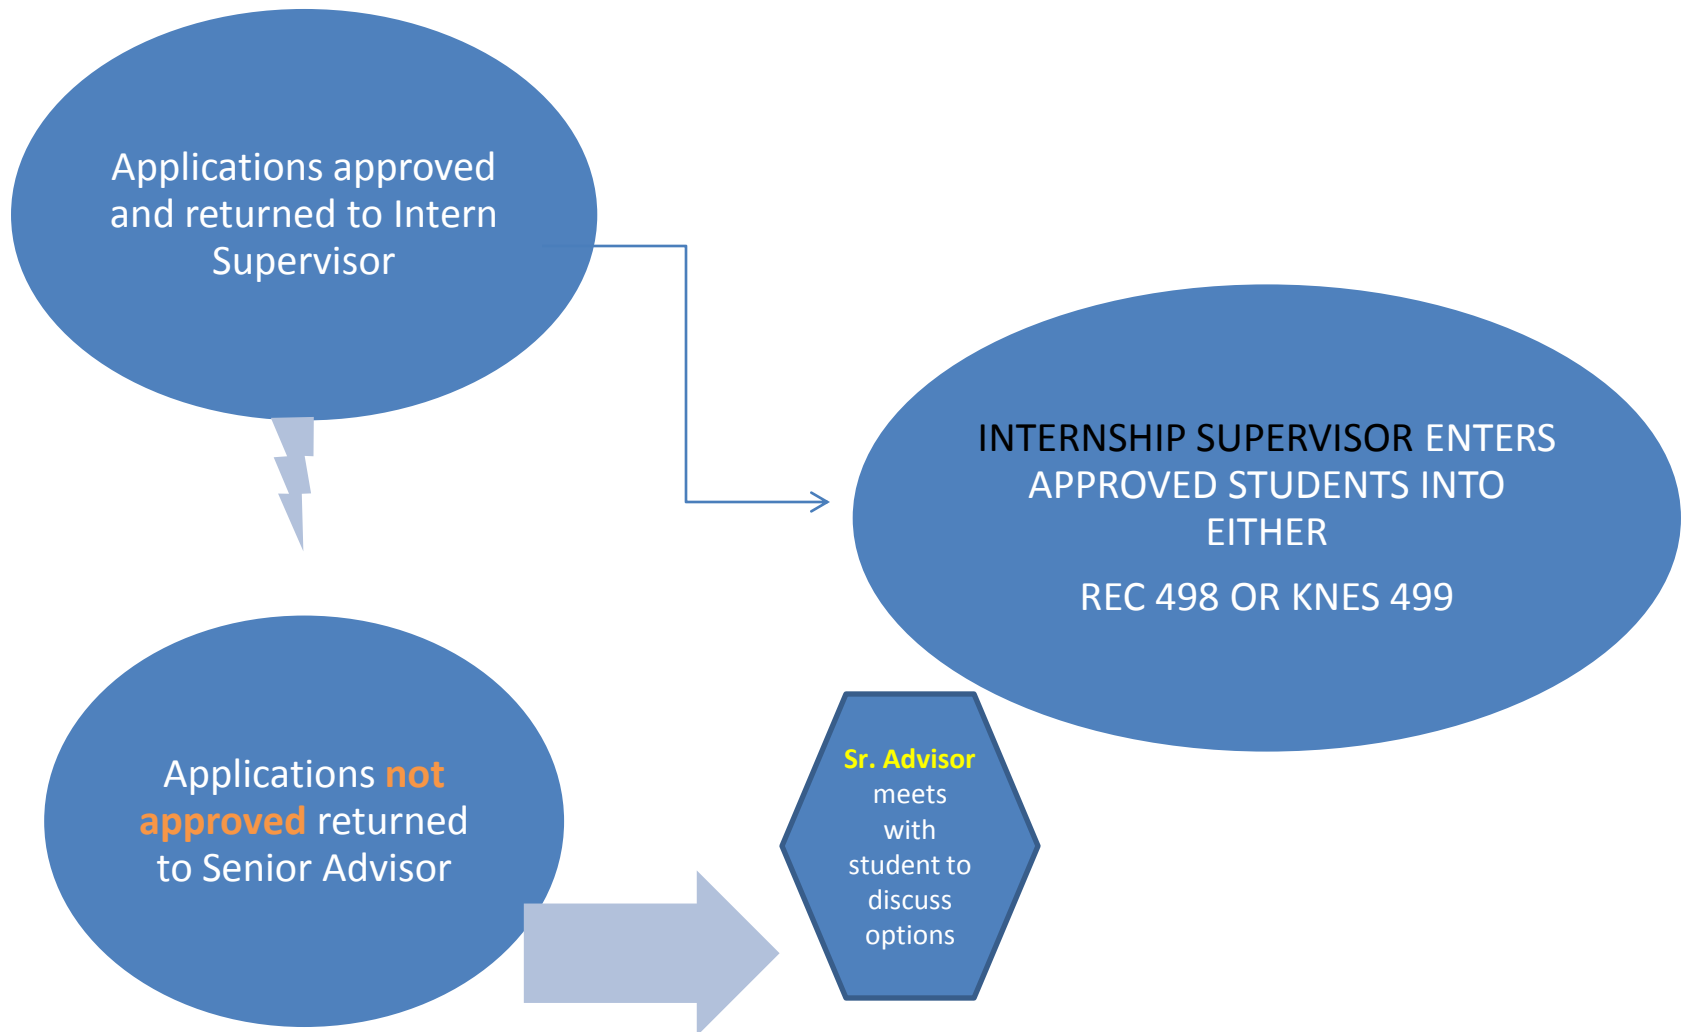 Applications approved
and returned to Intern
Supervisor
INTERNSHIP SUPERVISOR ENTERS
APPROVED STUDENTS INTO
EITHER
REC 498 OR KNES 499
Applications not
approved returned
to Senior Advisor
Sr. Advisor
meets
with
student to
discuss
options